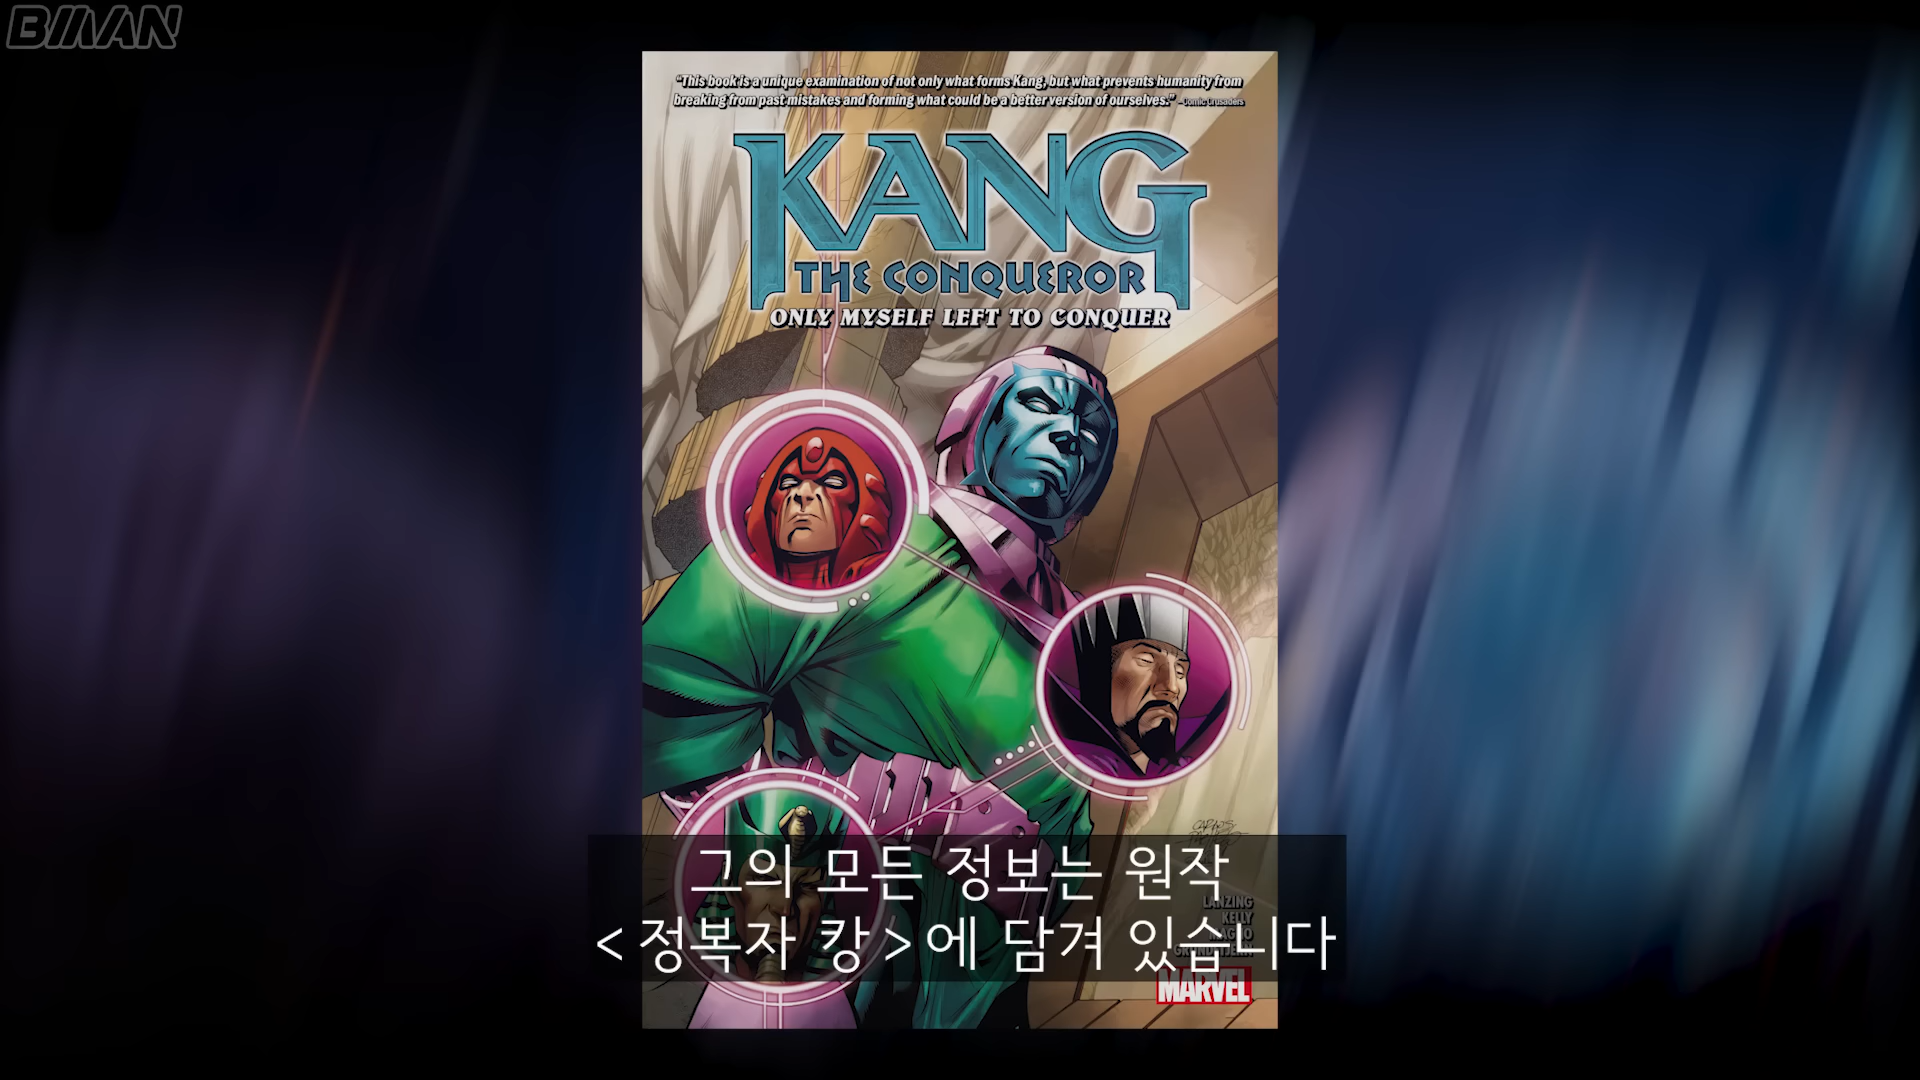 BMAN
"This book is a unique examination of not only what forms Kang, but what prevents humanity from
breaking from past mistakes and forming what could be a better version of ourselves." –Comic Crusaders
KANG
THE CONQUEROR
ONLY MYSELF LEFT TO CONQUER
그의 모든 정보는 원작
<정복자 캉>에 담겨 있습니다
LANZING
KELLY
MARVEL